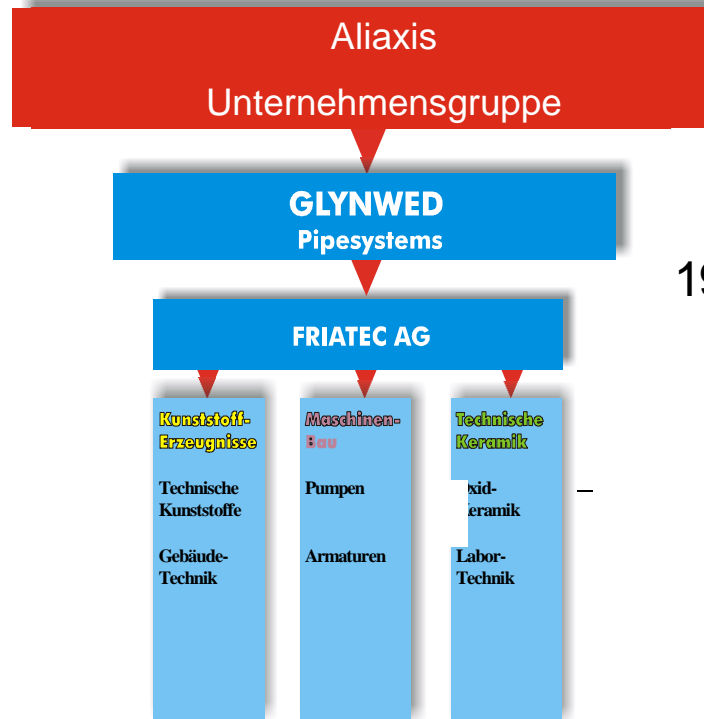 Aliaxis
Unternehmensgruppe
GLYNWED
Pipesystems
FRIATEC AG
Kunststoff-
Erzeugnisse
Technische
Kunststoffe
Gebäude-
Technik
Maschinen-
Bau
Pumpen
Armaturen
Technische
Keramik
Labor-
Technik
–